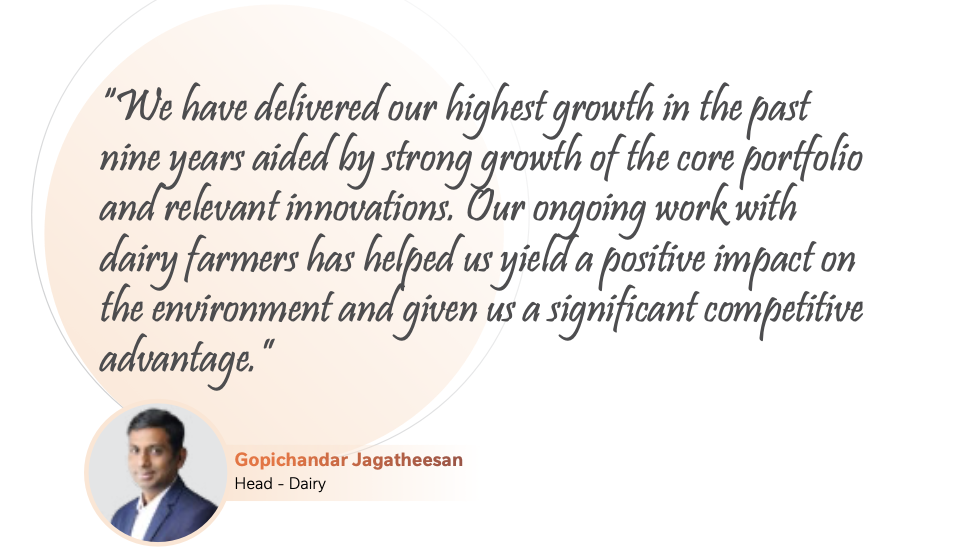 "We have delivered our highest growth in the past
nine years aided by strong growth of the core portfolio
and relevant innovations. Our ongoing work with
dairy farmers has helped us yield a positive impact on
the environment and given us a significant competitive
advantage."
Gopichandar Jagatheesan
Head - Dairy